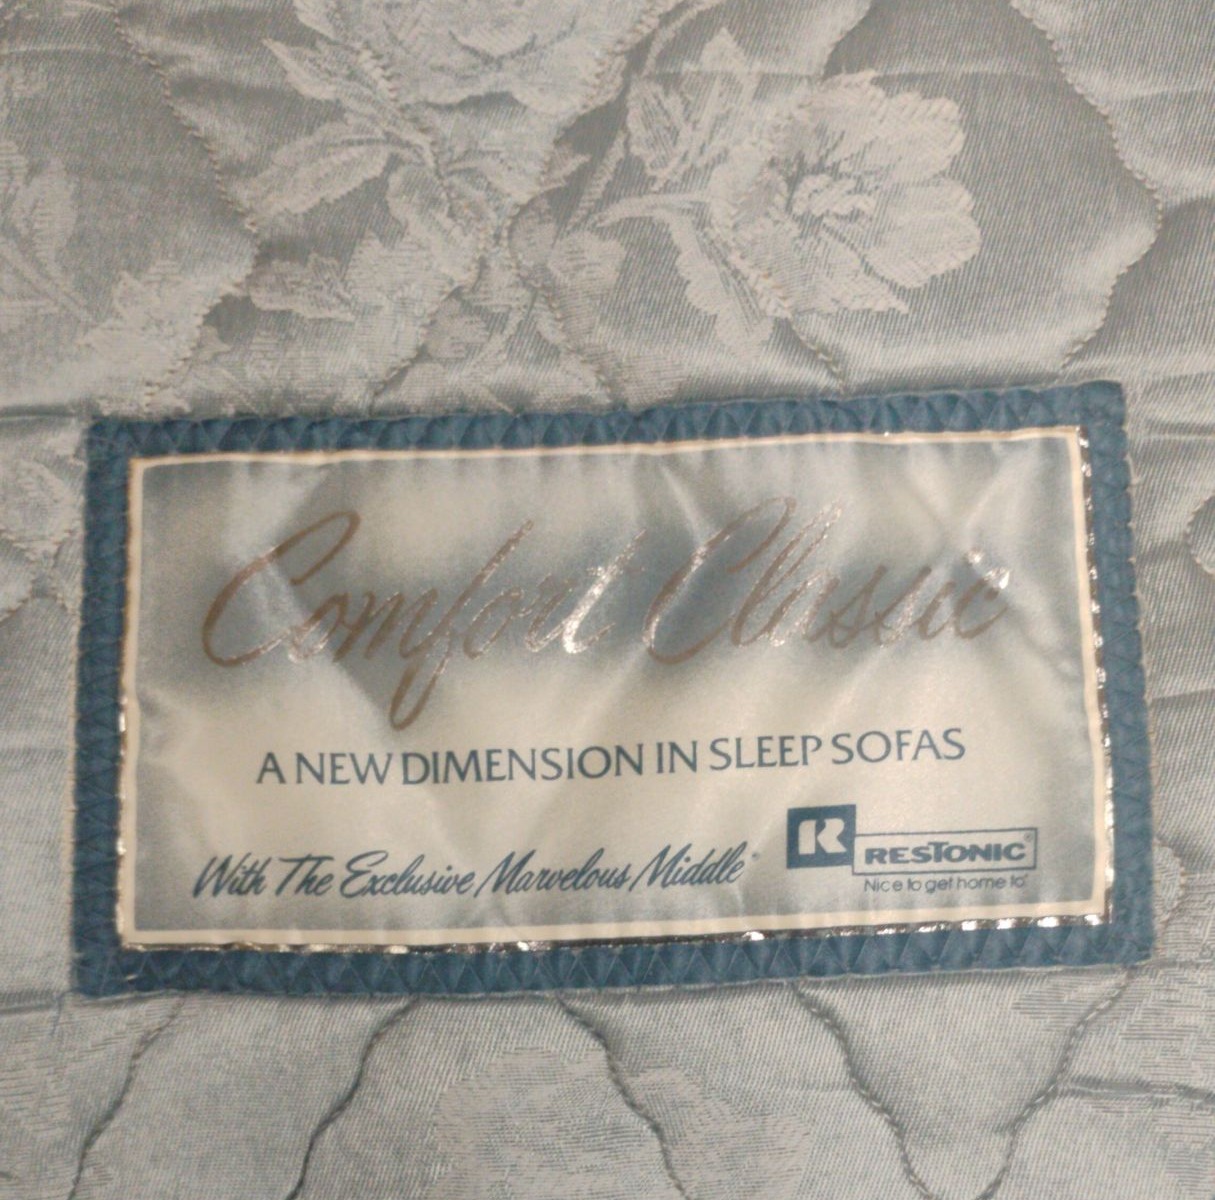 Comfort Classic
A NEW DIMENSION IN SLEEP SOFAS
With The Exclusive Marvelous Middle
R RESTONIC®
Nice to get home to